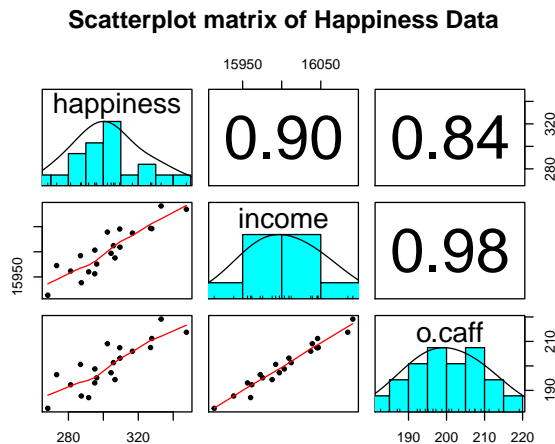 Scatterplot matrix of Happiness Data
15950 16050
happiness
0.90
0.84
280 320
15950
income
0.98
o.caff
190 210
280 320
180 190 200 210 220